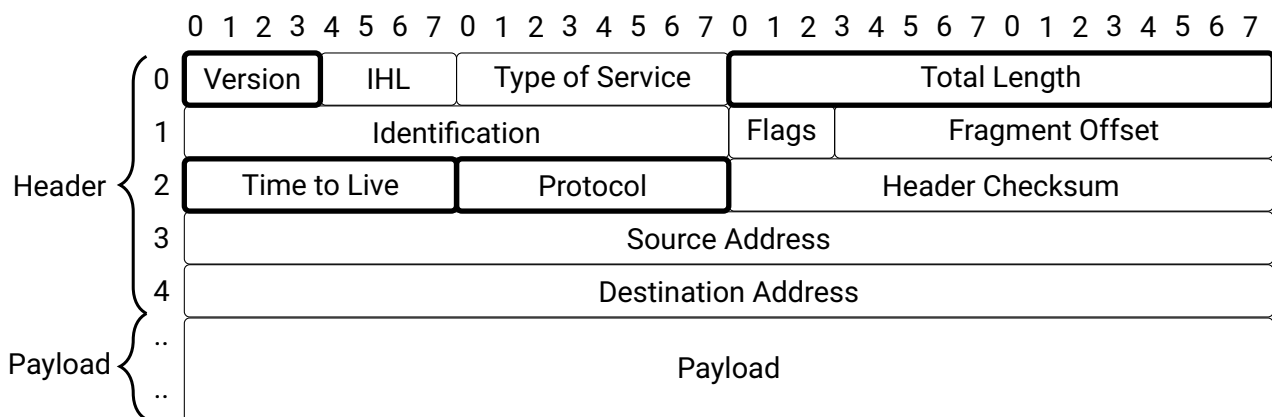 0 1 2 3 4 5 6 7 0 1 2 3 4 5 6 7 0 1 2 3 4 5 6 7 0 1 2 3 4 5 6 7
0 Version IHL Type of Service Total Length
1 Identification Flags Fragment Offset
Header 2 Time to Live Protocol Header Checksum
3 Source Address
4 Destination Address
..
Payload Payload
..